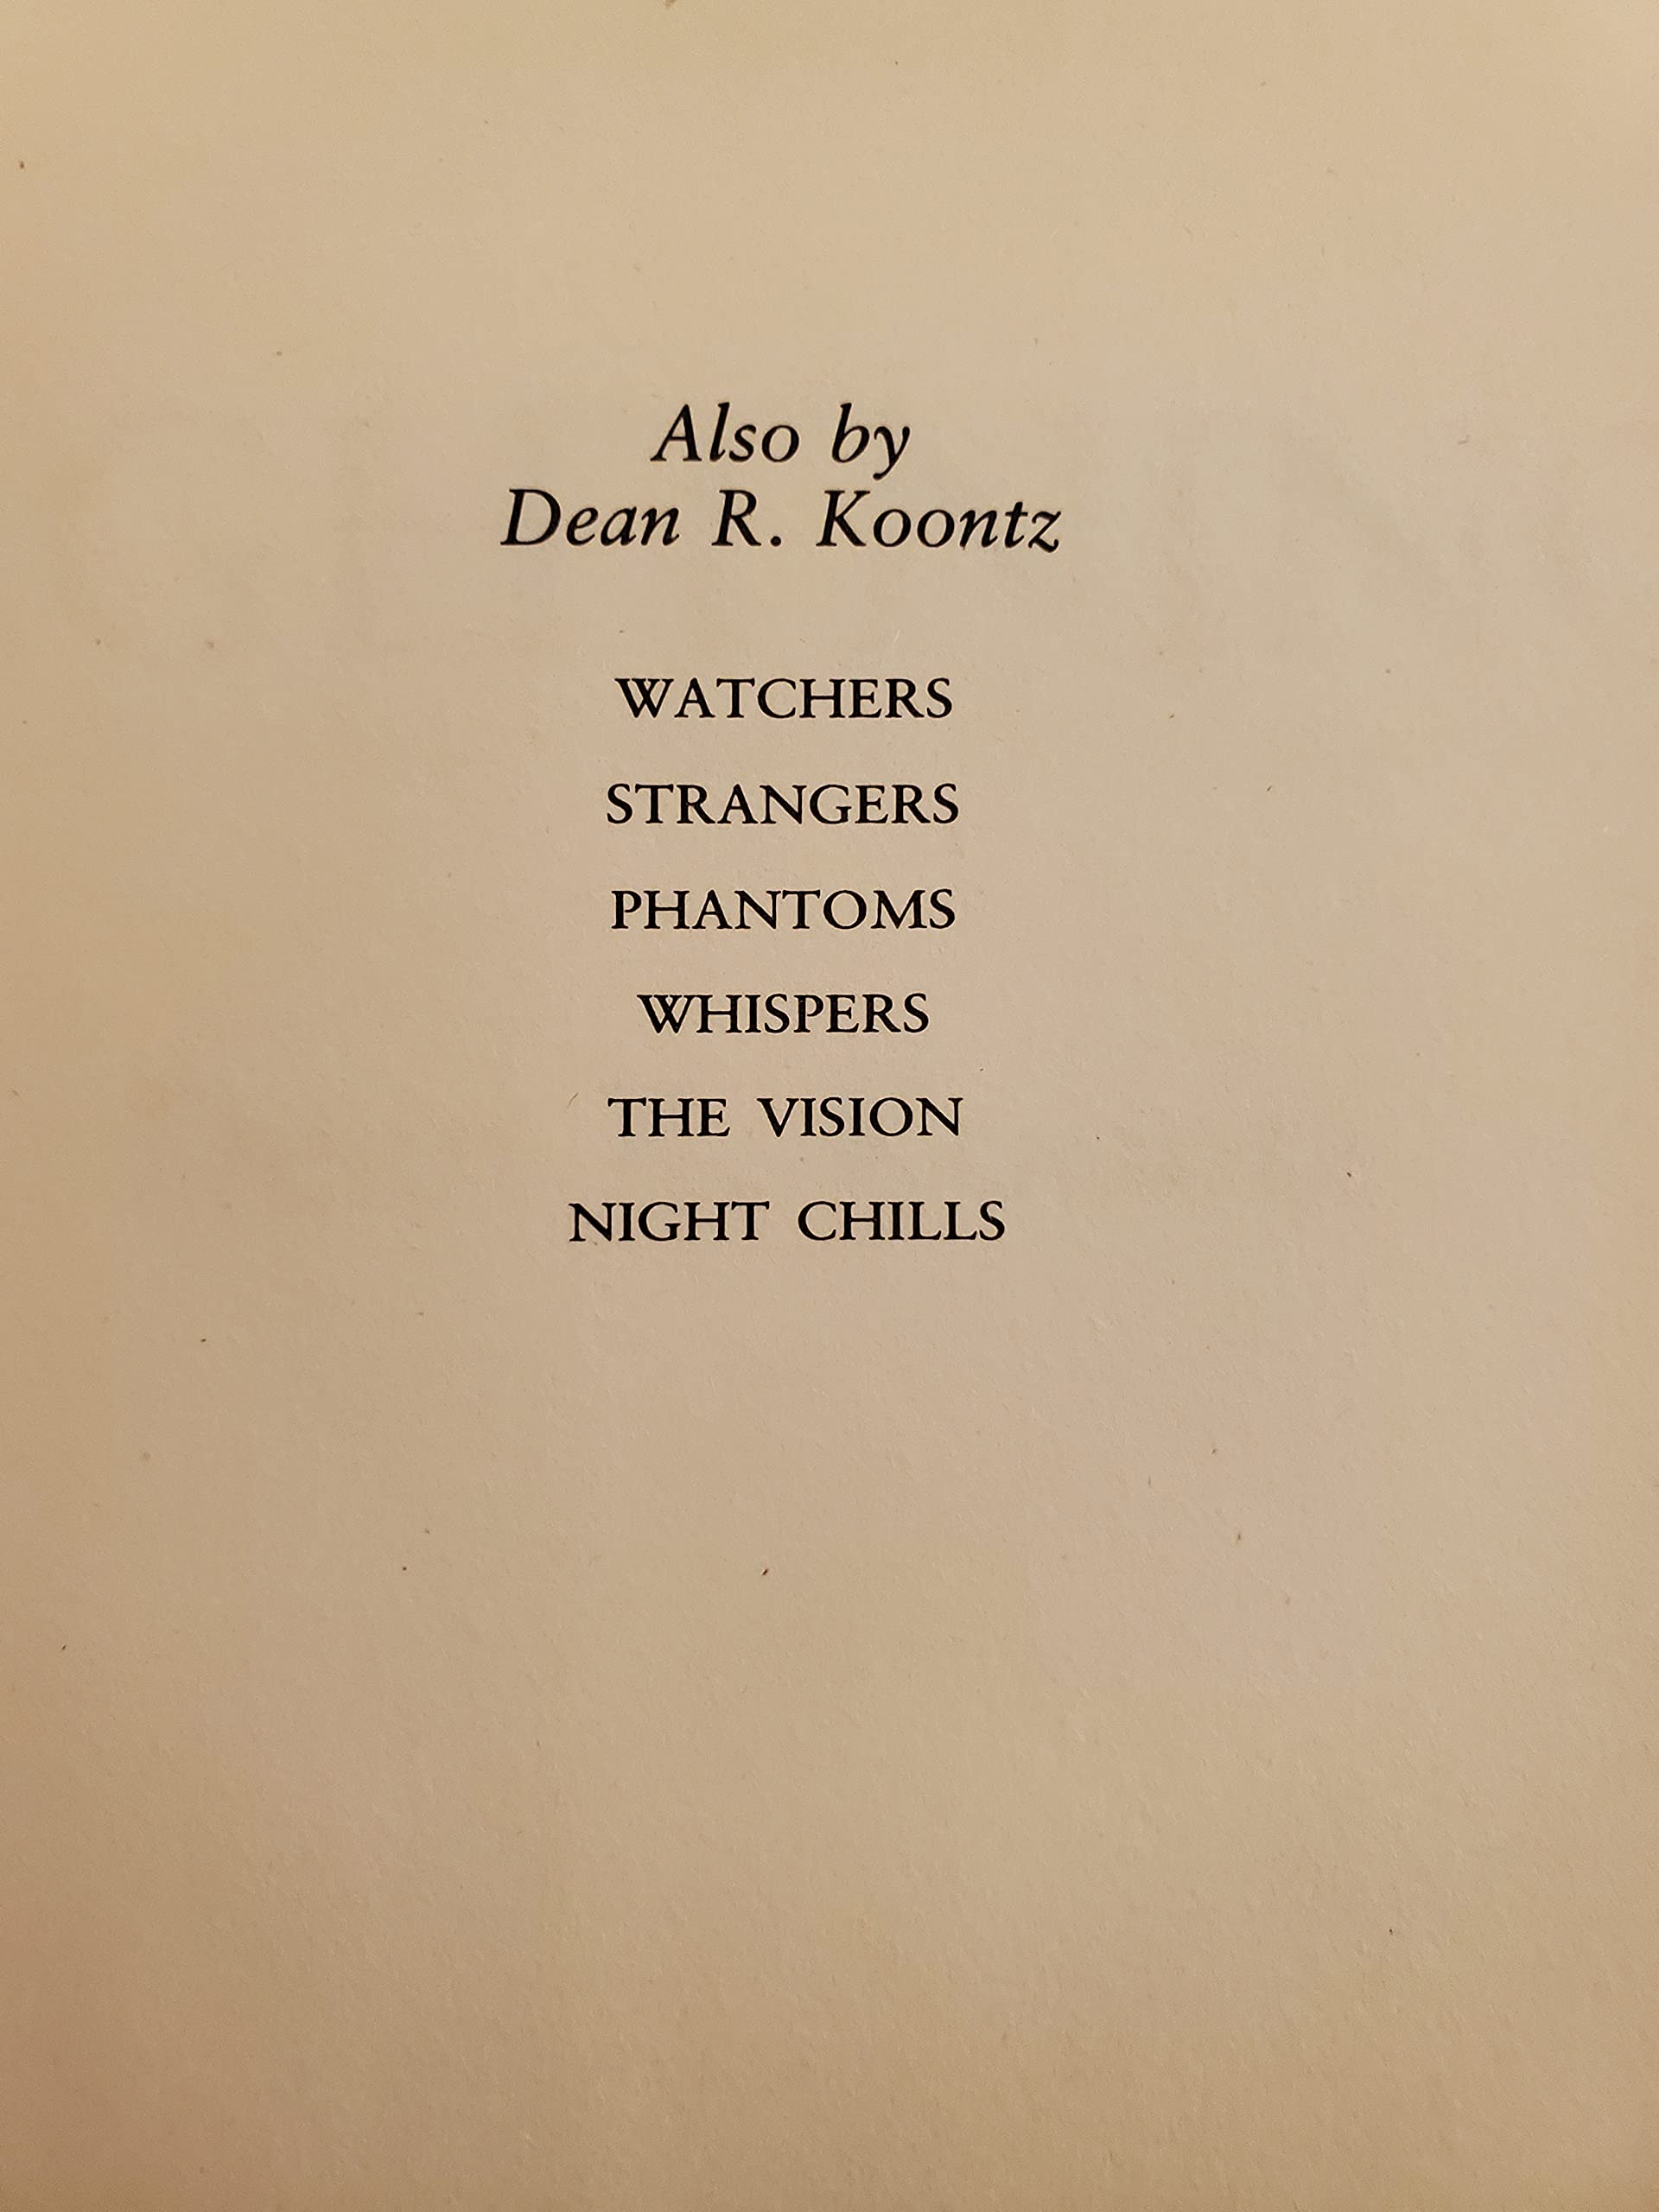 Also by
Dean R. Koontz
WATCHERS
STRANGERS
PHANTOMS
WHISPERS
THE VISION
NIGHT CHILLS